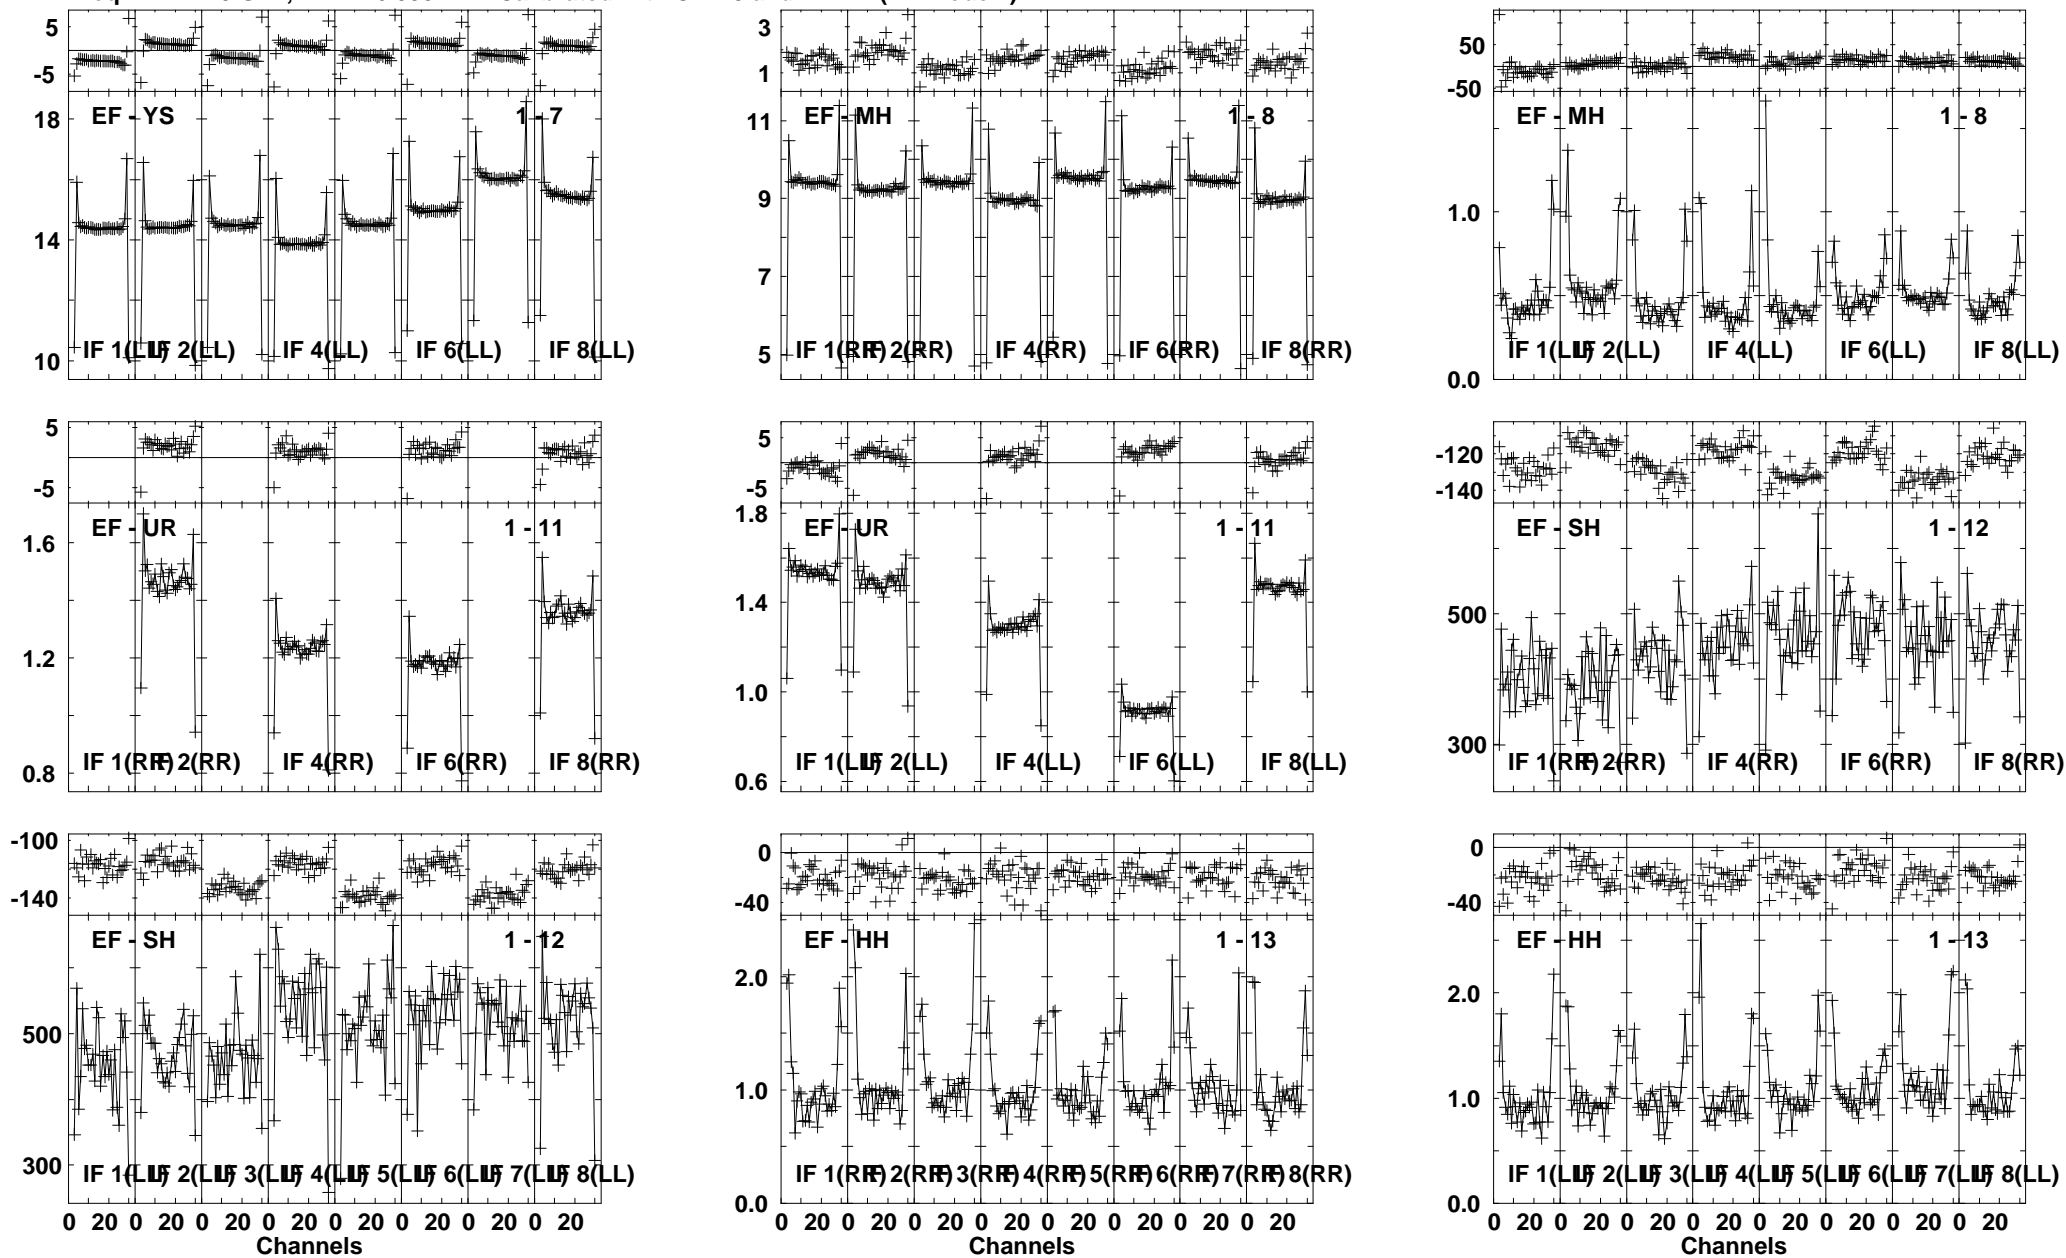 5
-5
EF - YS 1 - 7
18
14
10
IF 1(LL) IF 2(LL) IF 4(LL) IF 6(LL) IF 8(LL)
3
1
EF - MH 1 - 8
11
9
7
5
IF 1(RR) IF 2(RR) IF 4(RR) IF 6(RR) IF 8(RR)
50
-50
EF - MH 1 - 8
1.0
0.0
IF 1(LL) IF 2(LL) IF 4(LL) IF 6(LL) IF 8(LL)
5
-5
EF - UR 1 - 11
1.6
1.2
0.8
IF 1(RR) IF 2(RR) IF 4(RR) IF 6(RR) IF 8(RR)
5
-5
EF - UR 1 - 11
1.8
1.4
1.0
0.6
IF 1(LL) IF 2(LL) IF 4(LL) IF 6(LL) IF 8(LL)
-120
-140
EF - SH 1 - 12
500
300
IF 1(RR) IF 2(RR) IF 4(RR) IF 6(RR) IF 8(RR)
-100
-140
EF - SH 1 - 12
500
300
IF 1(LL) IF 2(LL) IF 3(LL) IF 4(LL) IF 5(LL) IF 6(LL) IF 7(LL) IF 8(LL)
0 20 0 20 0 20 0 20 0 20 0 20 0 20 0 20
Channels
0
-40
EF - HH 1 - 13
2.0
1.0
0.0
IF 1(RR) IF 2(RR) IF 3(RR) IF 4(RR) IF 5(RR) IF 6(RR) IF 7(RR) IF 8(RR)
0 20 0 20 0 20 0 20 0 20 0 20 0 20 0 20
0
-40
EF - HH 1 - 13
2.0
1.0
0.0
IF 1(LL) IF 2(LL) IF 3(LL) IF 4(LL) IF 5(LL) IF 6(LL) IF 7(LL) IF 8(LL)
0 20 0 20 0 20 0 20 0 20 0 20 0 20 0 20
Channels
Channels